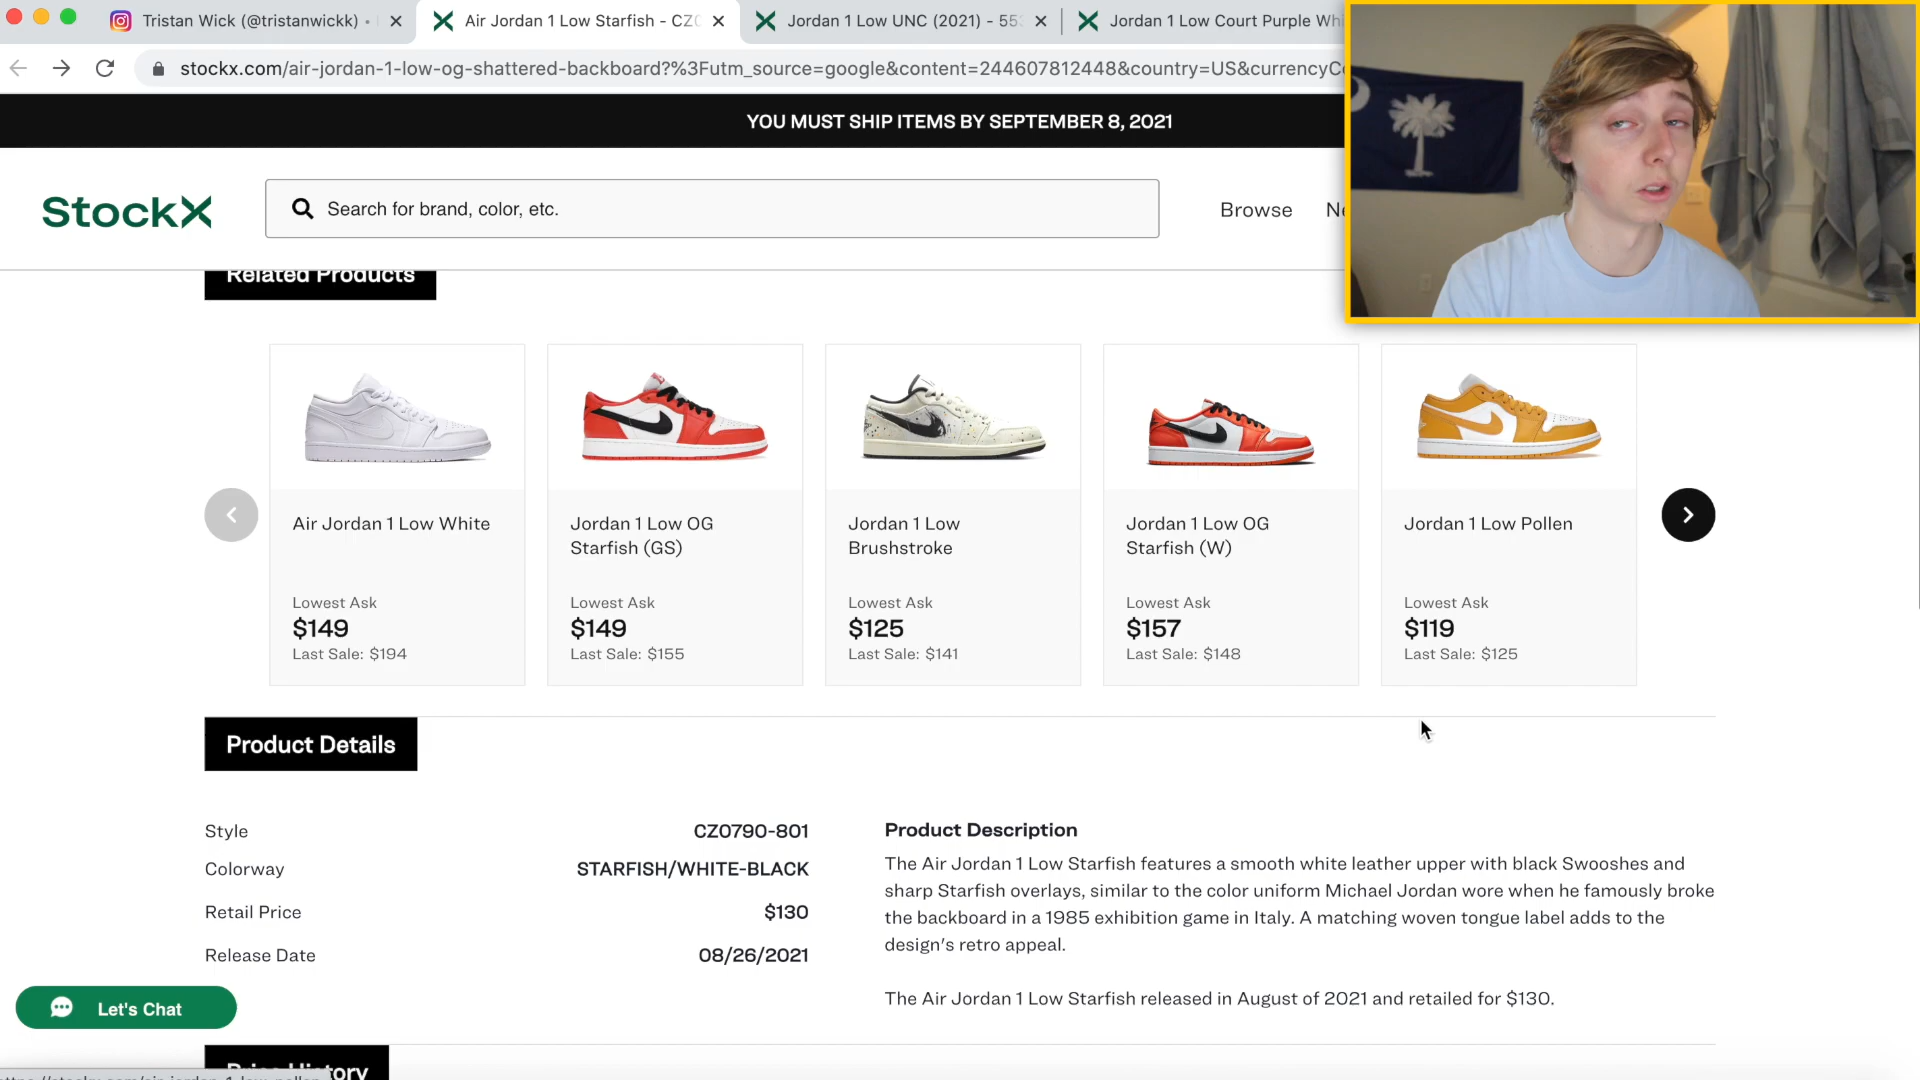 Tristan Wick (@tristanwickk) •
Air Jordan 1 Low Starfish - CZ0
Jordan 1 Low UNC (2021) - 553
Jordan 1 Low Court Purple Whi
stockx.com/air-jordan-1-low-og-shattered-backboard?%3Futm_source=google&content=244607812448&country=US&currencyCo
YOU MUST SHIP ITEMS BY SEPTEMBER 8, 2021
StockX
Search for brand, color, etc.
Browse
Related Products
Air Jordan 1 Low White
Lowest Ask
$149
Last Sale: $194
Jordan 1 Low OG
Starfish (GS)
Lowest Ask
$149
Last Sale: $155
Jordan 1 Low
Brushstroke
Lowest Ask
$125
Last Sale: $141
Jordan 1 Low OG
Starfish (W)
Lowest Ask
$157
Last Sale: $148
Jordan 1 Low Pollen
Lowest Ask
$119
Last Sale: $125
Product Details
Style CZ0790-801
Colorway STARFISH/WHITE-BLACK
Retail Price $130
Release Date 08/26/2021
Product Description
The Air Jordan 1 Low Starfish features a smooth white leather upper with black Swooshes and
sharp Starfish overlays, similar to the color uniform Michael Jordan wore when he famously broke
the backboard in a 1985 exhibition game in Italy. A matching woven tongue label adds to the
design's retro appeal.
The Air Jordan 1 Low Starfish released in August of 2021 and retailed for $130.
Let's Chat
Price History